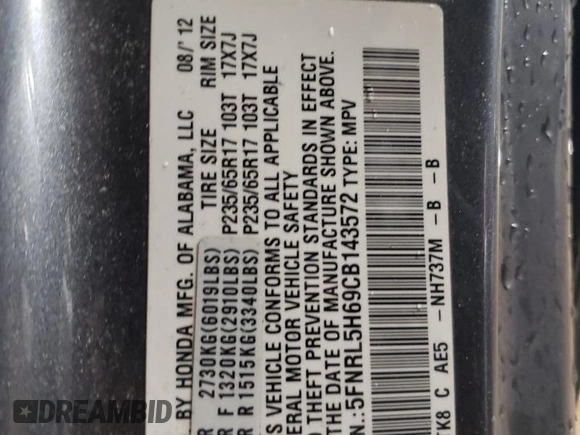 BY HONDA MFG. OF ALABAMA, LLC 08/'12
TIRE SIZE RIM SIZE
R 2730KG(6019LBS)
R F 1320KG(2910LBS) P235/65R17 103T 17X7J
R R 1515KG(3340LBS) P235/65R17 103T 17X7J
S VEHICLE CONFORMS TO ALL APPLICABLE
ERAL MOTOR VEHICLE SAFETY
THEFT PREVENTION STANDARDS IN EFFECT
THE DATE OF MANUFACTURE SHOWN ABOVE.
N.:5FNRL5H69CB143572 TYPE: MPV
TK8 C AE5 -NH737M -B -B
DEALERSHIP